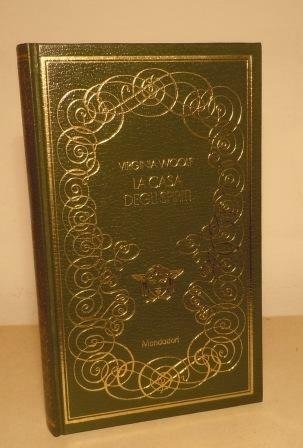 VIRGINIA WOOLF
LA CASA
DEGLI SPIRITI
Mondadori